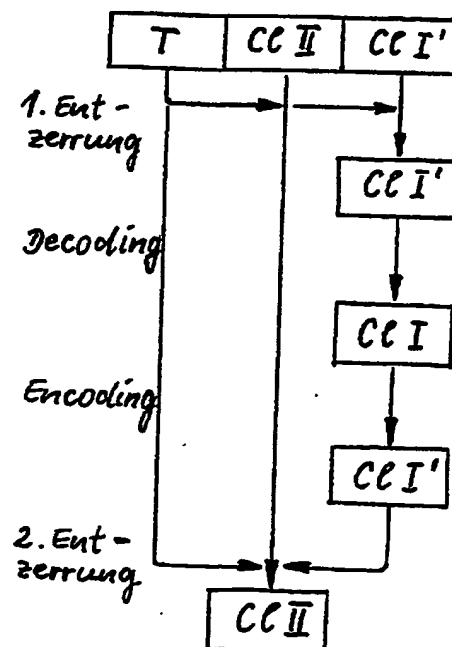 T Cl II Cl I'
1. Ent-
zerrung
Cl I'
Decoding
Cl I
Encoding
Cl I'
2. Ent-
zerrung
Cl II